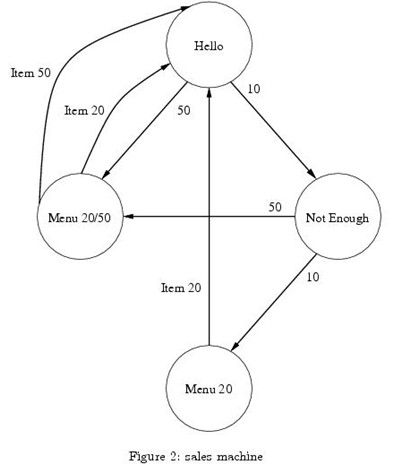 Hello
Item 50
10
Item 20
50
Menu 20/50
50
Not Enough
10
Item 20
Menu 20
Figure 2: sales machine